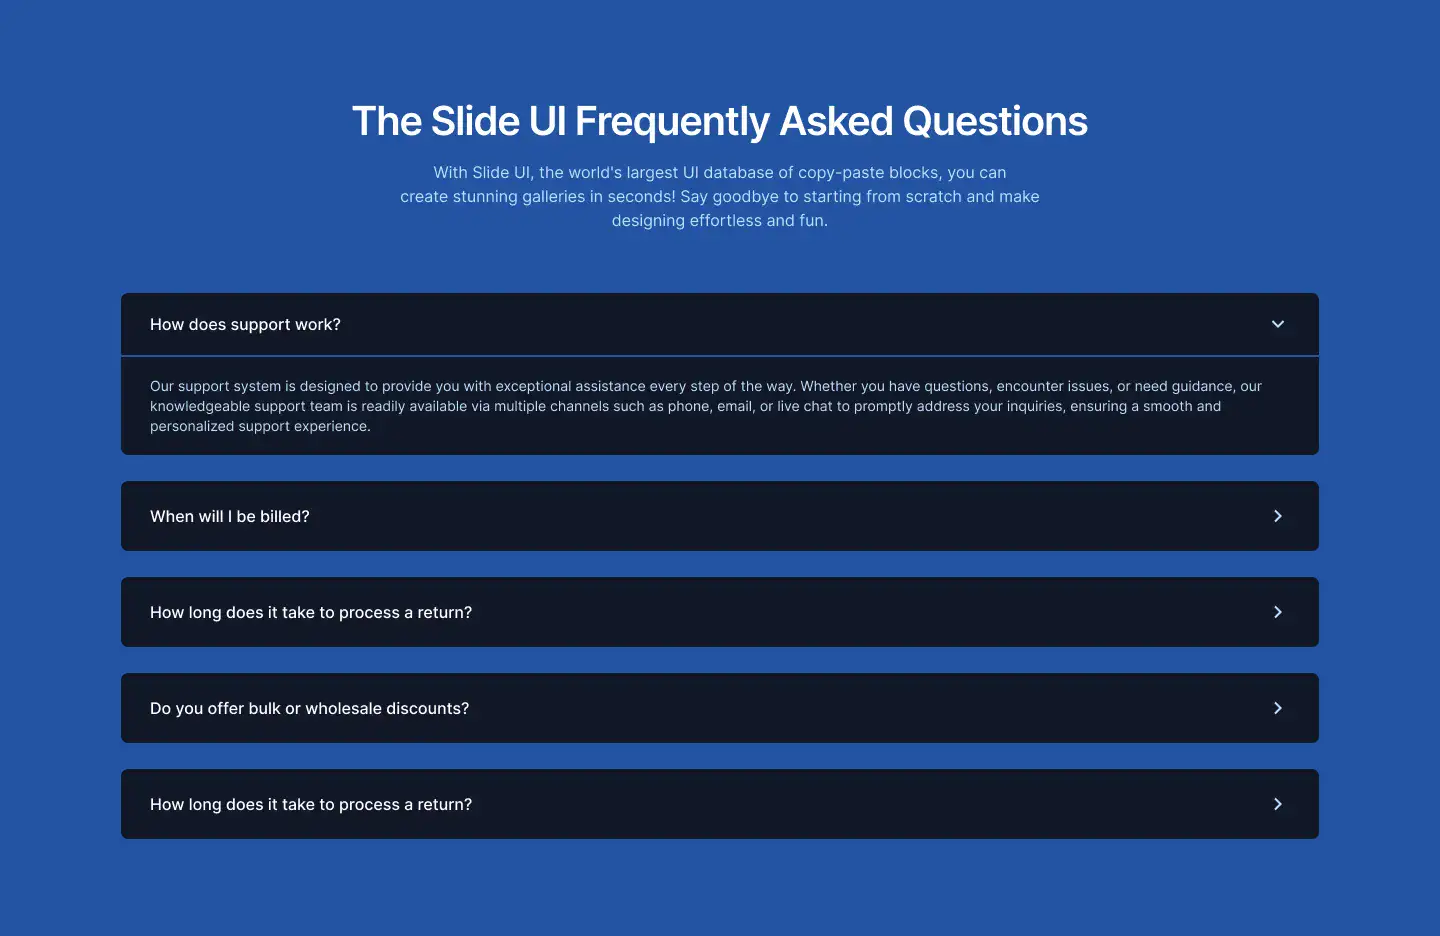 The Slide UI Frequently Asked Questions
With Slide UI, the world's largest UI database of copy-paste blocks, you can
create stunning galleries in seconds! Say goodbye to starting from scratch and make
designing effortless and fun.
How does support work?
Our support system is designed to provide you with exceptional assistance every step of the way. Whether you have questions, encounter issues, or need guidance, our
knowledgeable support team is readily available via multiple channels such as phone, email, or live chat to promptly address your inquiries, ensuring a smooth and
personalized support experience.
When will I be billed?
How long does it take to process a return?
Do you offer bulk or wholesale discounts?
How long does it take to process a return?